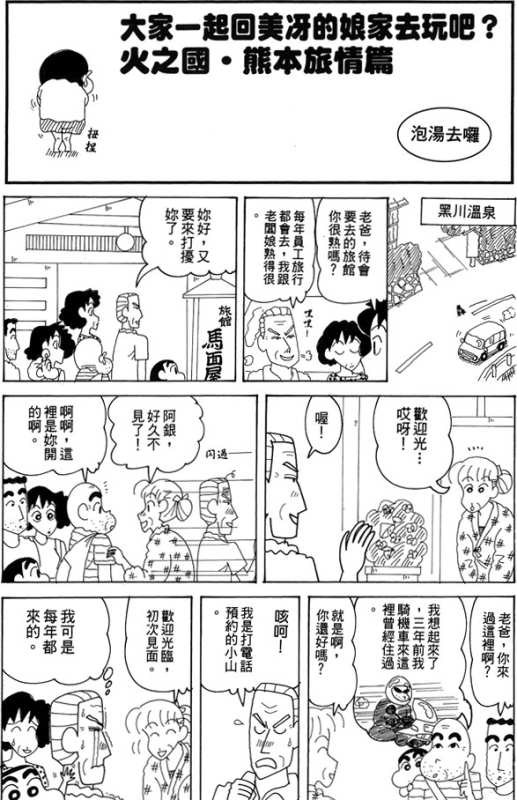 大家一起回美冴的娘家去玩吧？
火之國・熊本旅情篇
泡湯去囉
扭
捏
黑川溫泉
老爸，待會
要去的旅館
你很熟嗎？
每年員工旅行
都會去，我跟
老闆娘熟得很
。
妳好，又
要來打擾
妳了。
旅館
馬面屋
歡迎光…
哎呀！
喔！
閃過
阿銀，
好久不
見了！
啊啊，這
裡是妳開
的啊。
老爸，你來
過這裡啊？
我想起來了
，三年前我
騎機車來這
裡曾經住過
。
就是啊，
你還好嗎？
咳呵！
我是打電話
預約的小山
歡迎光臨，
初次見面。
我可是
每年都
來的。